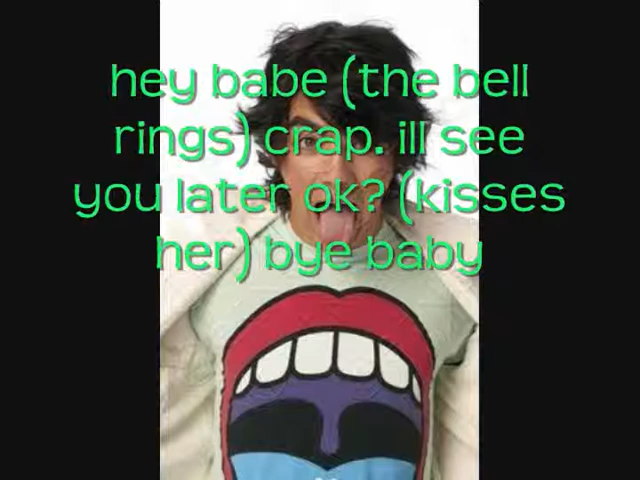 hey babe (the bell
rings) crap. ill see
you later ok? (kisses
her) bye baby